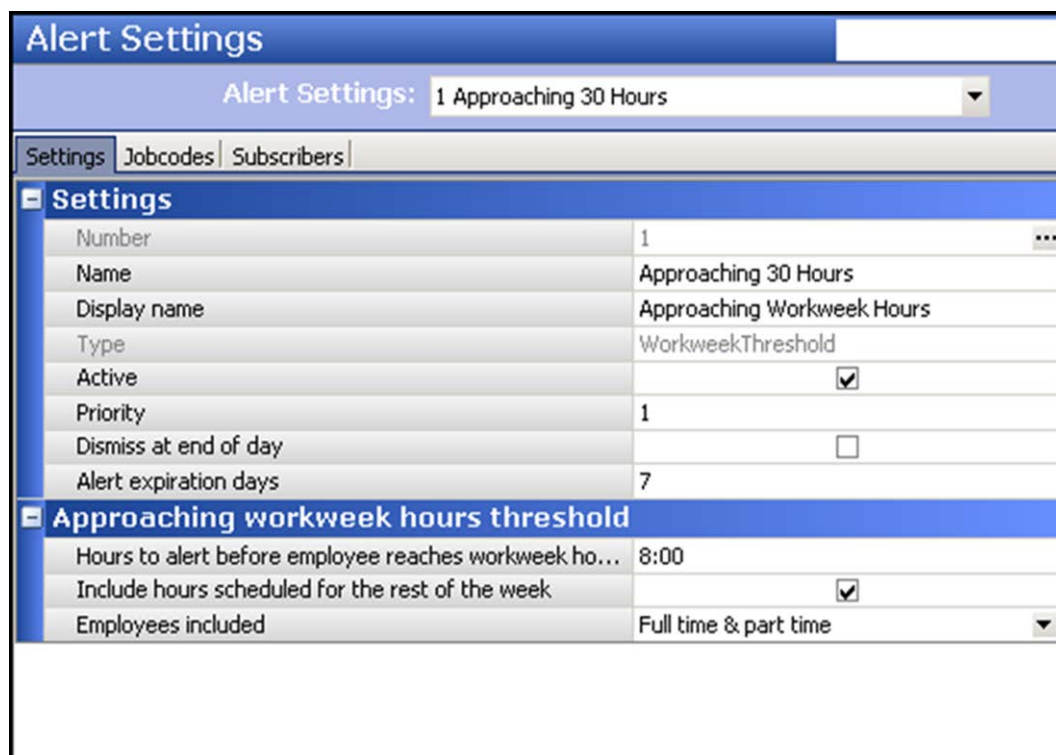 Alert Settings
Alert Settings: 1 Approaching 30 Hours
Settings Jobcodes Subscribers
Settings
Number 1 ...
Name Approaching 30 Hours
Display name Approaching Workweek Hours
Type WorkweekThreshold
Active
Priority 1
Dismiss at end of day
Alert expiration days 7
Approaching workweek hours threshold
Hours to alert before employee reaches workweek ho... 8:00
Include hours scheduled for the rest of the week
Employees included Full time & part time